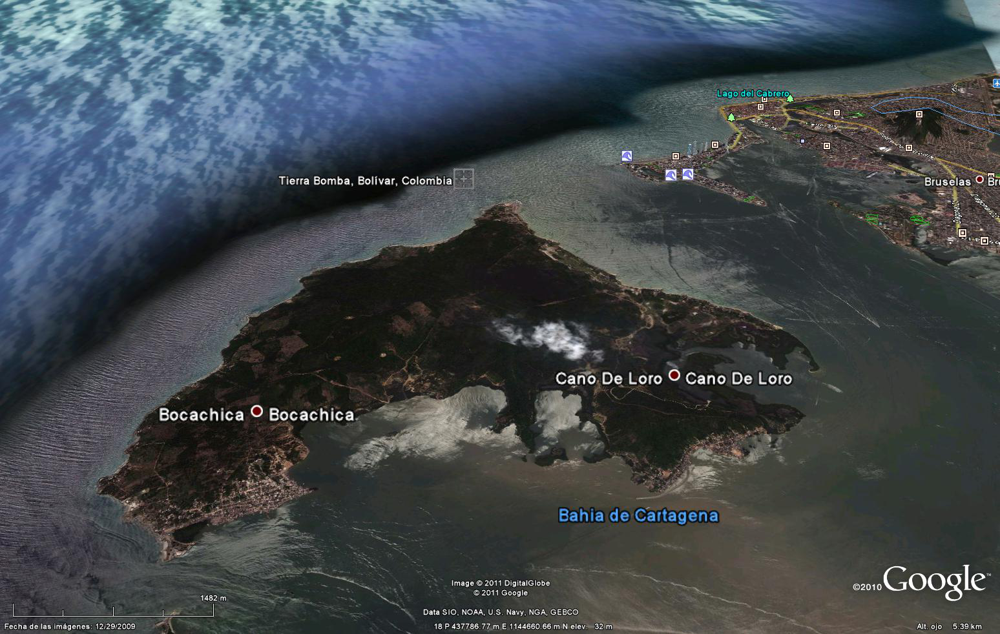 Lago del Cabrero
Tierra Bomba, Bolívar, Colombia
Bruselas
Cano De Loro Cano De Loro
Bocachica Bocachica
Bahia de Cartagena
Image © 2011 DigitalGlobe
© 2011 Google
©2010 Google™
1482 m
Data SIO, NOAA, U.S. Navy, NGA, GEBCO
Fecha de las imágenes: 12/29/2009
18 P 437786.77 m E 1144660.66 m N elev. 32 m
Alt. ojo 5.39 km